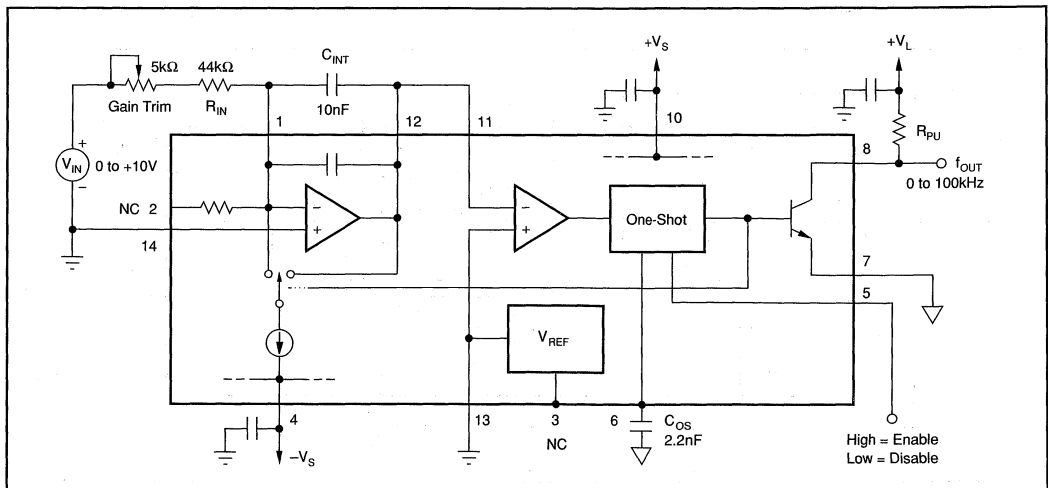 +V_S
+V_L
C_INT
5kΩ
44kΩ
Gain Trim
R_IN
10nF
1
12
11
10
R_PU
8
f_OUT
0 to 100kHz
+
V_IN
−
0 to +10V
NC 2
14
−
+
−
+
One-Shot
7
5
V_REF
4
−V_S
13
3
NC
6
C_OS
2.2nF
High = Enable
Low = Disable